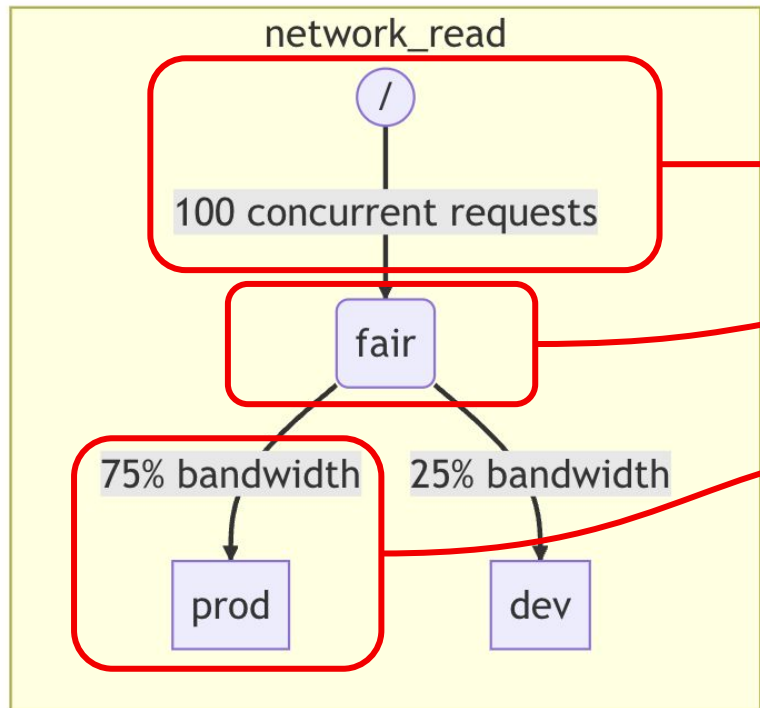 network_read
/
100 concurrent requests
fair
75% bandwidth
25% bandwidth
prod
dev